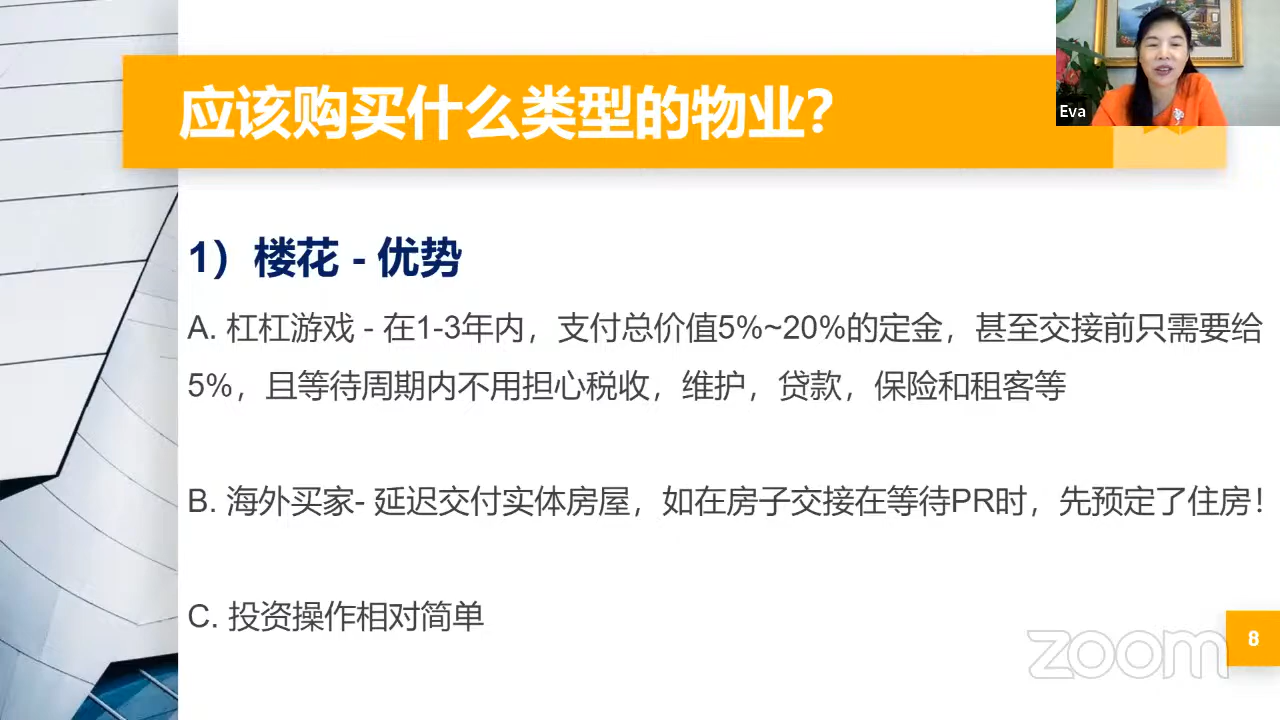 应该购买什么类型的物业？
Eva
1）楼花 - 优势
A. 杠杠游戏 - 在1-3年内，支付总价值5%~20%的定金，甚至交接前只需要给
5%，且等待周期内不用担心税收，维护，贷款，保险和租客等
B. 海外买家- 延迟交付实体房屋，如在房子交接在等待PR时，先预定了住房！
C. 投资操作相对简单
zoom
8